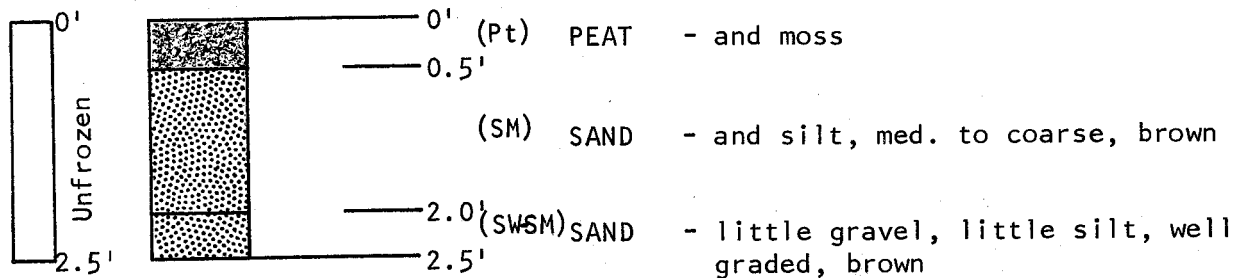 0' 0' (Pt) PEAT - and moss
0.5'
Unfrozen
(SM) SAND - and silt, med. to coarse, brown
2.0' (SW-SM) SAND - little gravel, little silt, well
2.5' 2.5' graded, brown